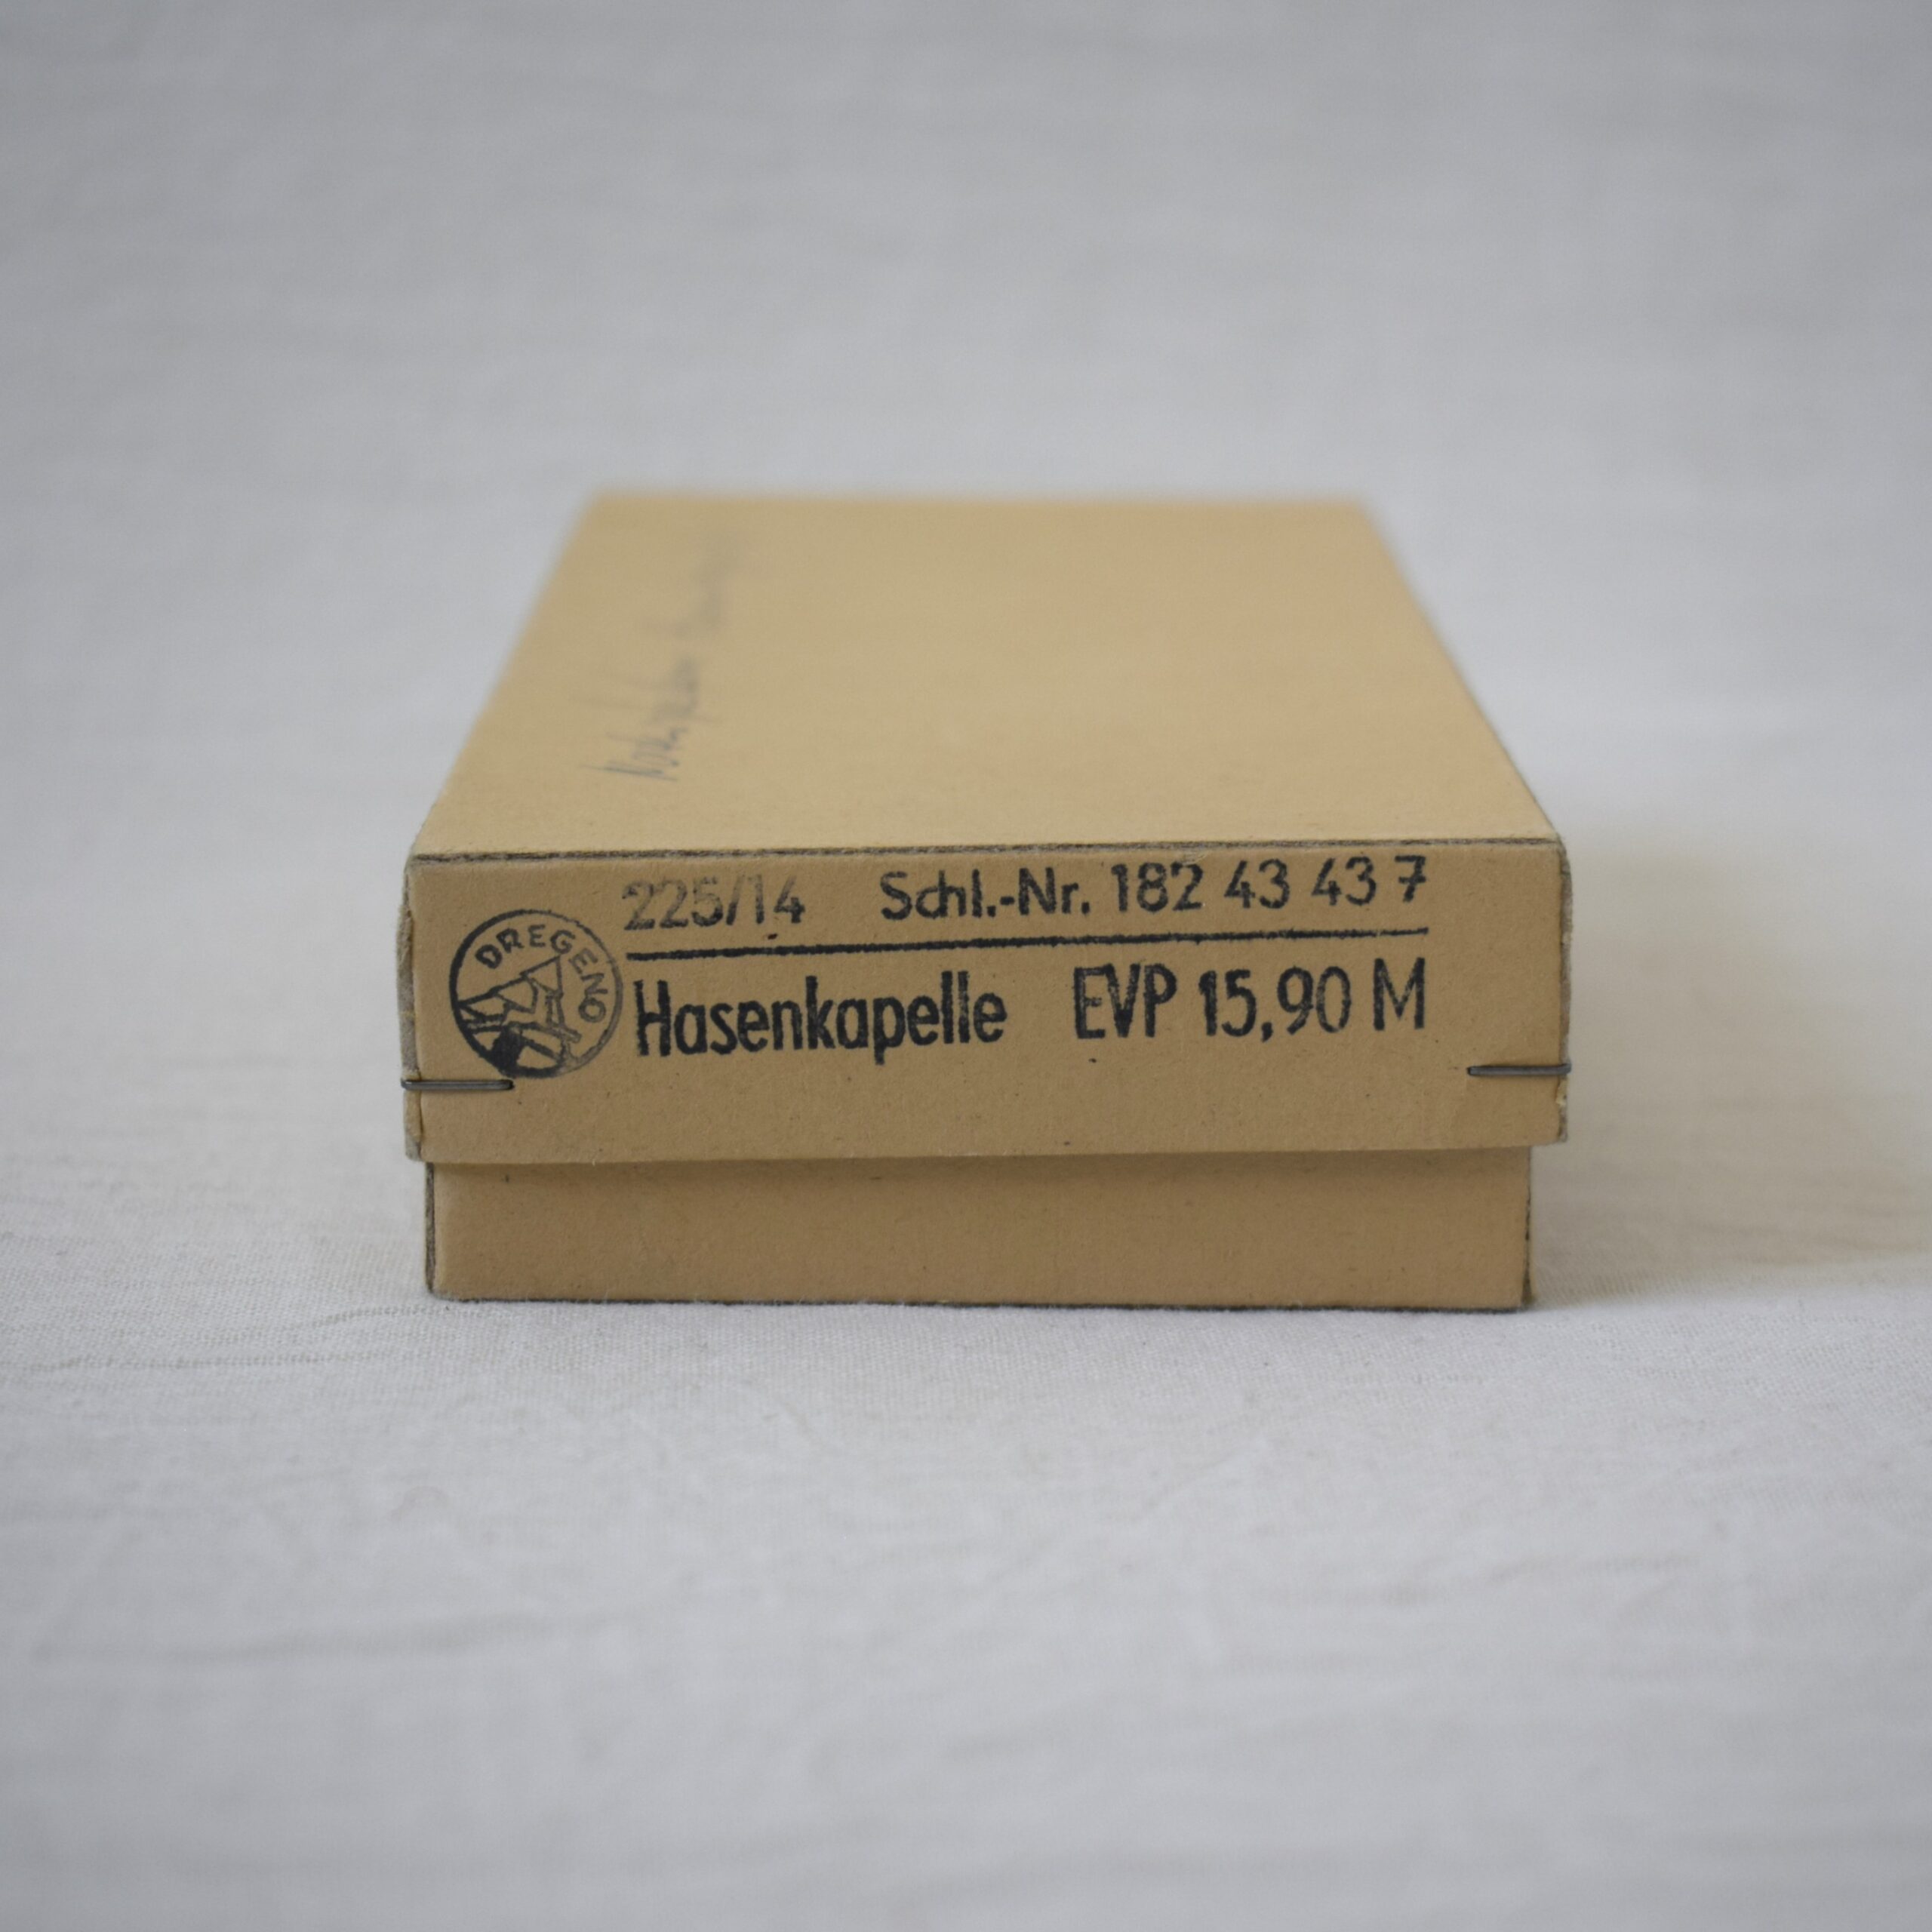 225/14 Schl.-Nr. 182 43 43 7
DREGENO
Hasenkapelle EVP 15,90 M